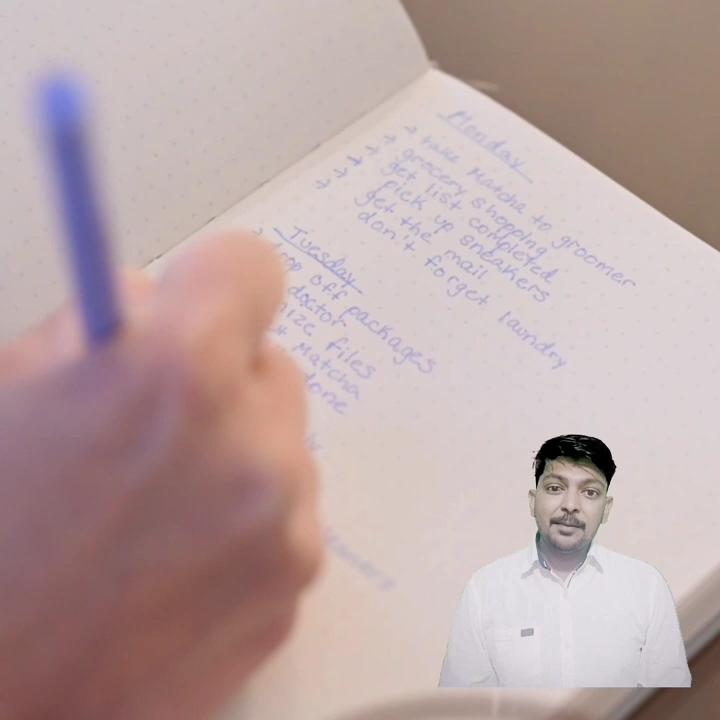 Monday
→ take Matcha to groomer
→ grocery shopping
→ get list completed
→ pick up sneakers
get the mail
don't forget laundry
Tuesday
off packages
doctor
files
Matcha